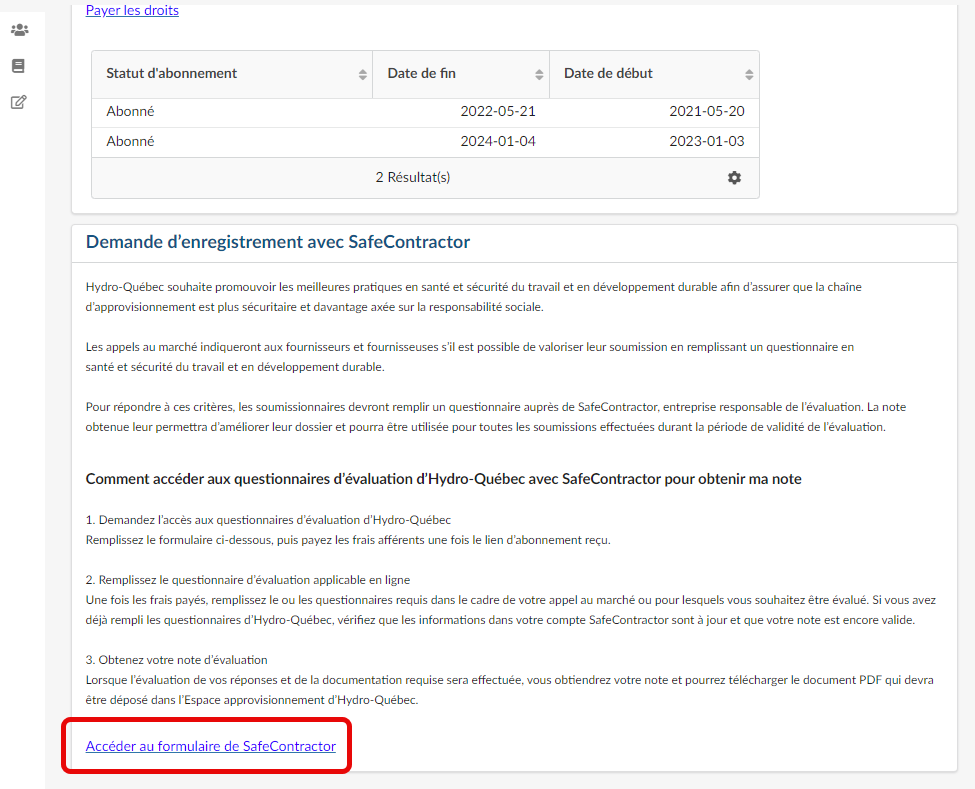 Payer les droits
Statut d'abonnement Date de fin Date de début
Abonné 2022-05-21 2021-05-20
Abonné 2024-01-04 2023-01-03
2 Résultat(s)
Demande d’enregistrement avec SafeContractor
Hydro-Québec souhaite promouvoir les meilleures pratiques en santé et sécurité du travail et en développement durable afin d’assurer que la chaîne
d’approvisionnement est plus sécuritaire et davantage axée sur la responsabilité sociale.
Les appels au marché indiqueront aux fournisseurs et fournisseuses s’il est possible de valoriser leur soumission en remplissant un questionnaire en
santé et sécurité du travail et en développement durable.
Pour répondre à ces critères, les soumissionnaires devront remplir un questionnaire auprès de SafeContractor, entreprise responsable de l’évaluation. La note
obtenue leur permettra d’améliorer leur dossier et pourra être utilisée pour toutes les soumissions effectuées durant la période de validité de l’évaluation.
Comment accéder aux questionnaires d’évaluation d’Hydro-Québec avec SafeContractor pour obtenir ma note
1. Demandez l’accès aux questionnaires d’évaluation d’Hydro-Québec
Remplissez le formulaire ci-dessous, puis payez les frais afférents une fois le lien d’abonnement reçu.
2. Remplissez le questionnaire d’évaluation applicable en ligne
Une fois les frais payés, remplissez le ou les questionnaires requis dans le cadre de votre appel au marché ou pour lesquels vous souhaitez être évalué. Si vous avez
déjà rempli les questionnaires d’Hydro-Québec, vérifiez que les informations dans votre compte SafeContractor sont à jour et que votre note est encore valide.
3. Obtenez votre note d’évaluation
Lorsque l’évaluation de vos réponses et de la documentation requise sera effectuée, vous obtiendrez votre note et pourrez télécharger le document PDF qui devra
être déposé dans l’Espace approvisionnement d’Hydro-Québec.
Accéder au formulaire de SafeContractor